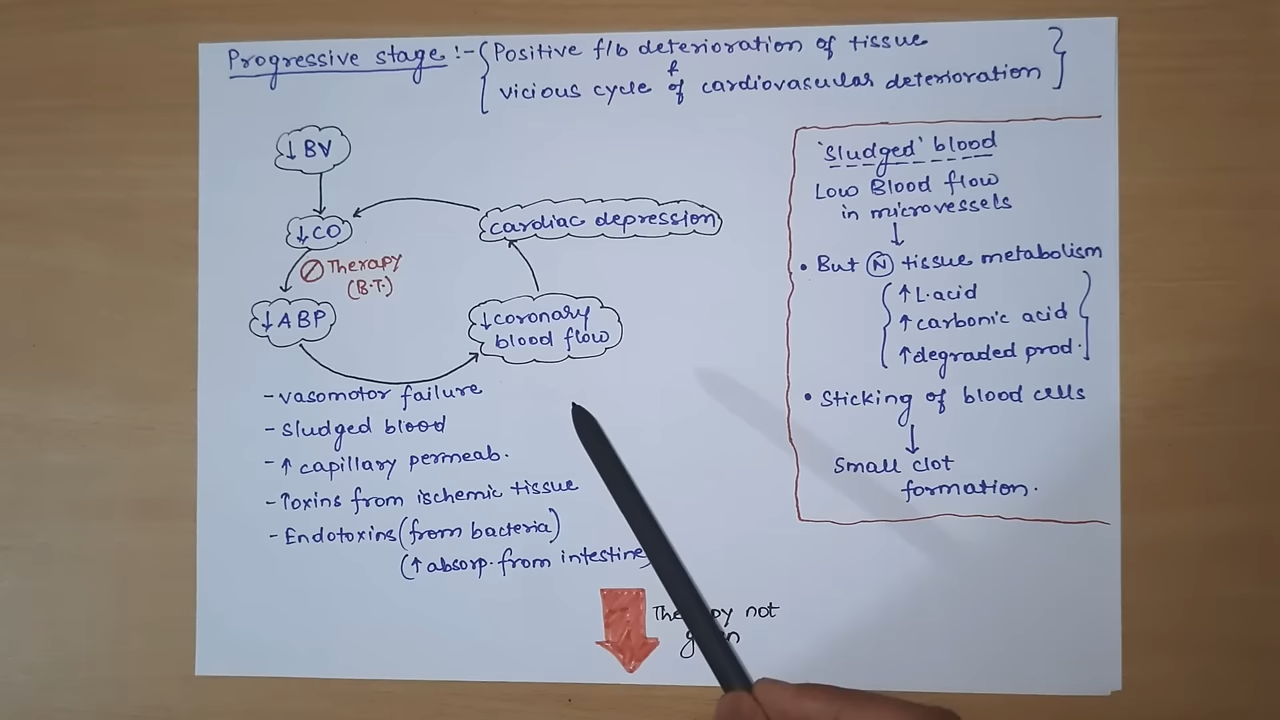 Progressive stage :- { Positive f/b deterioration of tissue
&
vicious cycle of cardiovascular deterioration }
↓ BV
↓ CO
cardiac depression
Therapy
(B.T.)
↓ ABP
↓ coronary
blood flow
- vasomotor failure
- sludged blood
- ↑ capillary permeab.
- Toxins from ischemic tissue
- Endotoxins (from bacteria)
(↑ absorp. from intestine
not
'sludged' blood
Low Blood flow
in microvessels
↓
• But Ⓝ tissue metabolism
↑ L.acid
↑ carbonic acid
↑ degraded prod.
• Sticking of blood cells
↓
Small clot
formation.